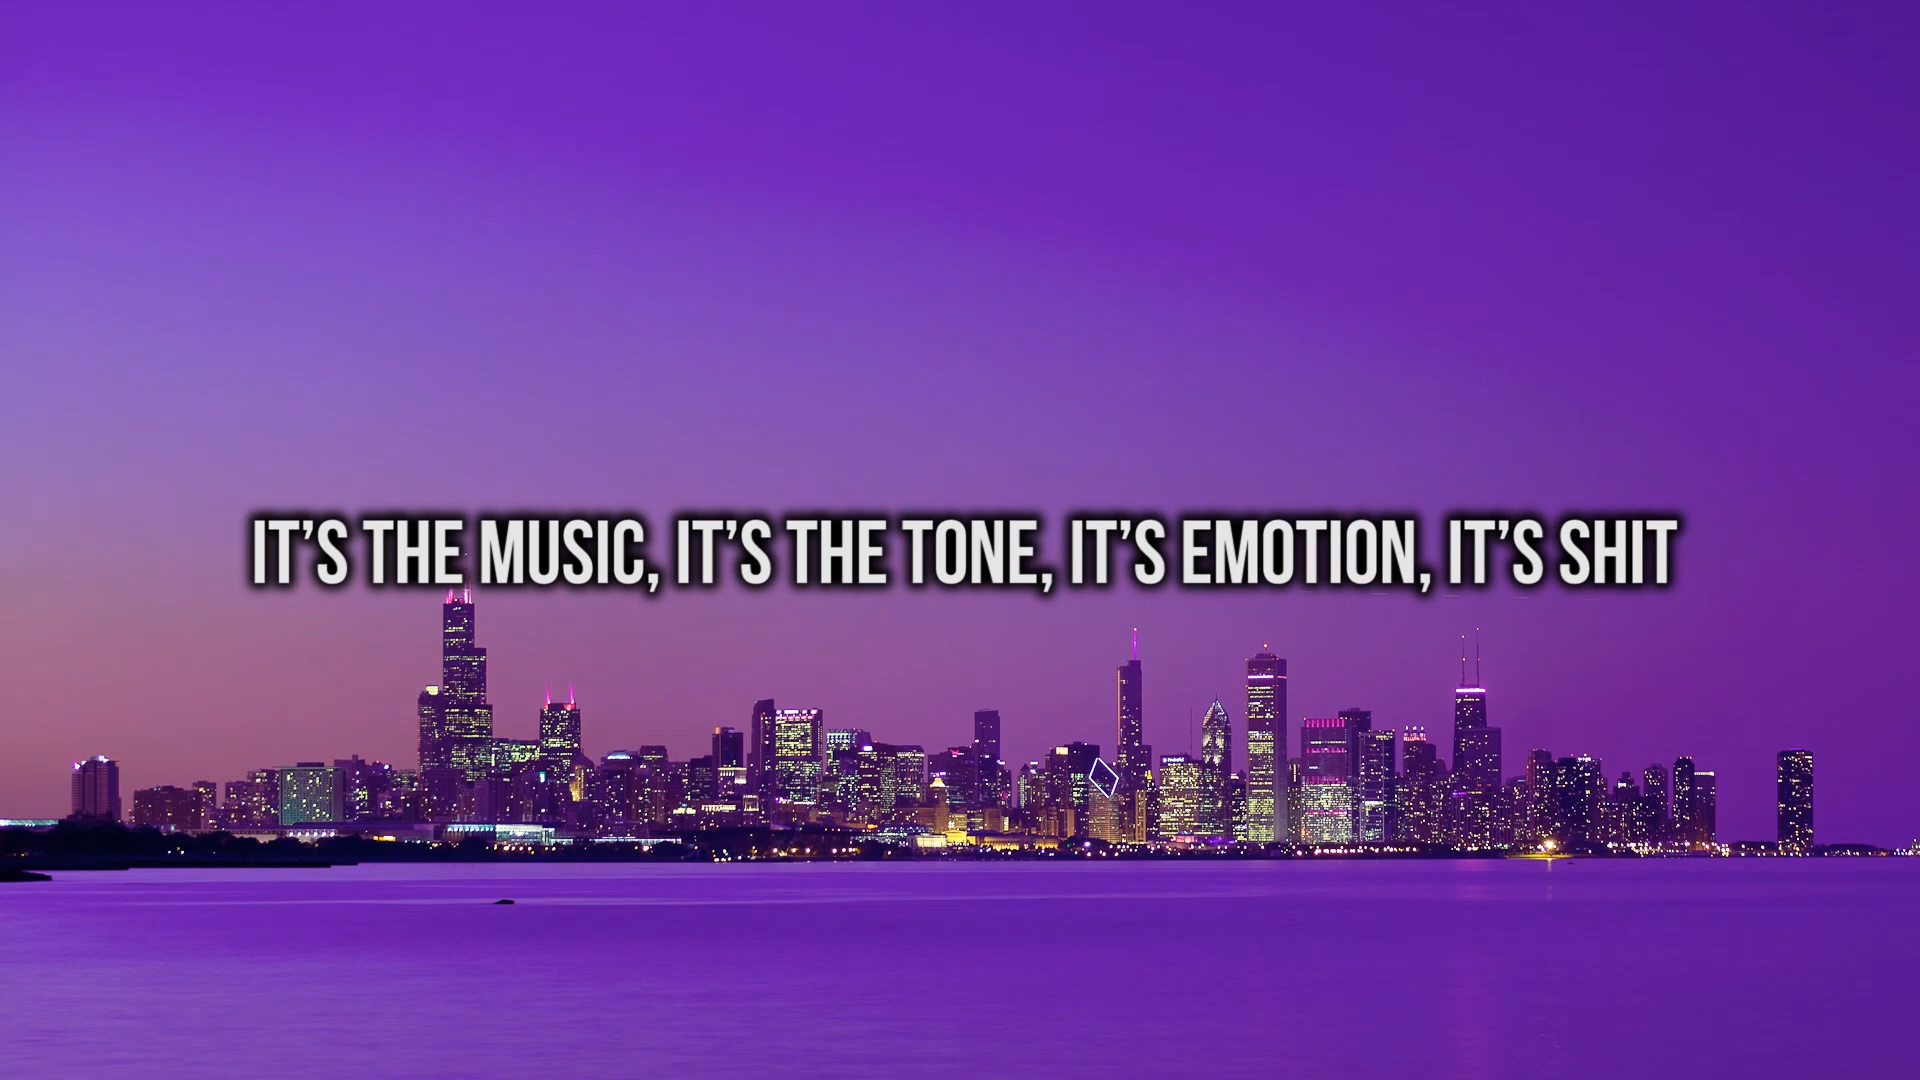 IT’S THE MUSIC, IT’S THE TONE, IT’S EMOTION, IT’S SHIT